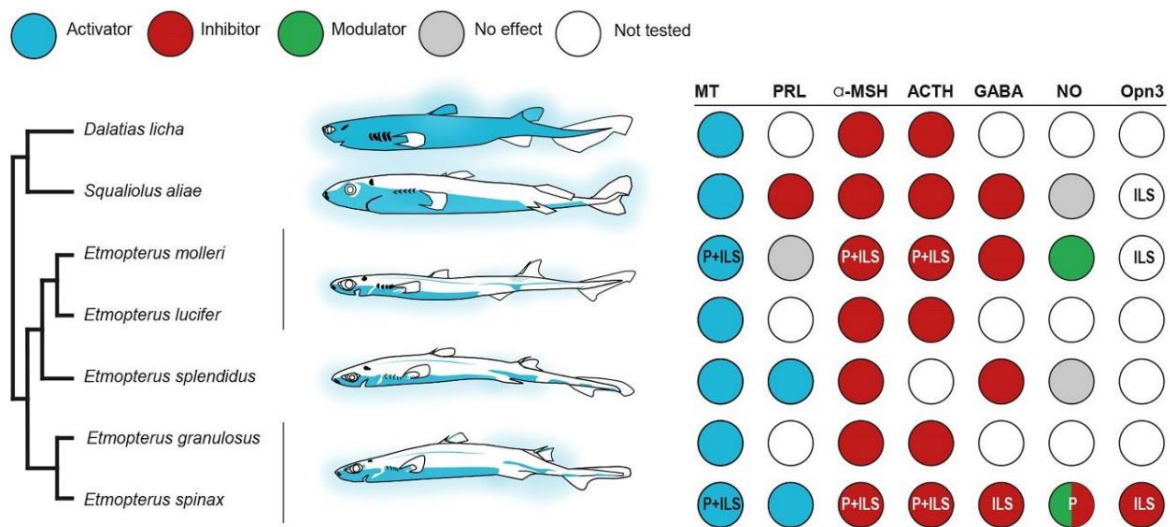 Activator Inhibitor Modulator No effect Not tested
MT PRL α-MSH ACTH GABA NO Opn3
Dalatias licha
Squaliolus aliae ILS
Etmopterus molleri P+ILS P+ILS P+ILS ILS
Etmopterus lucifer
Etmopterus splendidus
Etmopterus granulosus
Etmopterus spinax P+ILS P+ILS P+ILS ILS P ILS